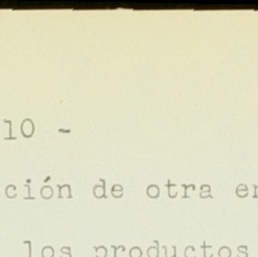 10 -
ción de otra en
los productos